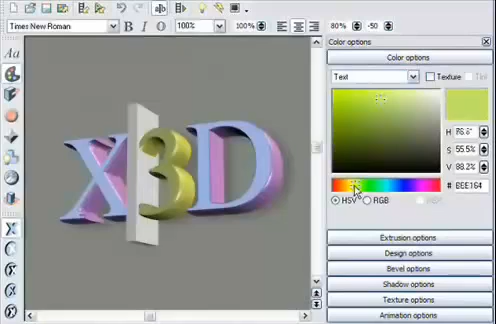 Times New Roman
B I O 100% 100% 80% -50
Color options
Color options
Text Texture
X3D
H
S 55.5%
V 88.2%
#
HSV RGB
Extrusion options
Design options
Bevel options
Shadow options
Texture options
Animation options
Aa